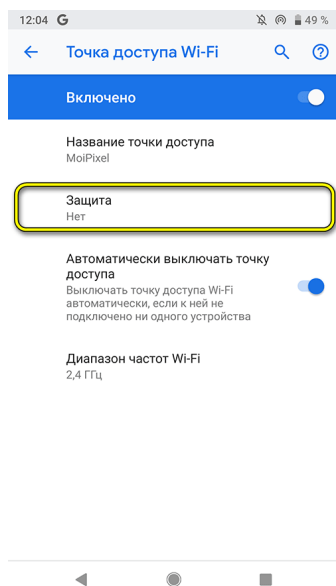 12:04 G 49 %
Точка доступа Wi-Fi
Включено
Название точки доступа
MoiPixel
Защита
Нет
Автоматически выключать точку
доступа
Выключать точку доступа Wi-Fi
автоматически, если к ней не
подключено ни одного устройства
Диапазон частот Wi-Fi
2,4 ГГц